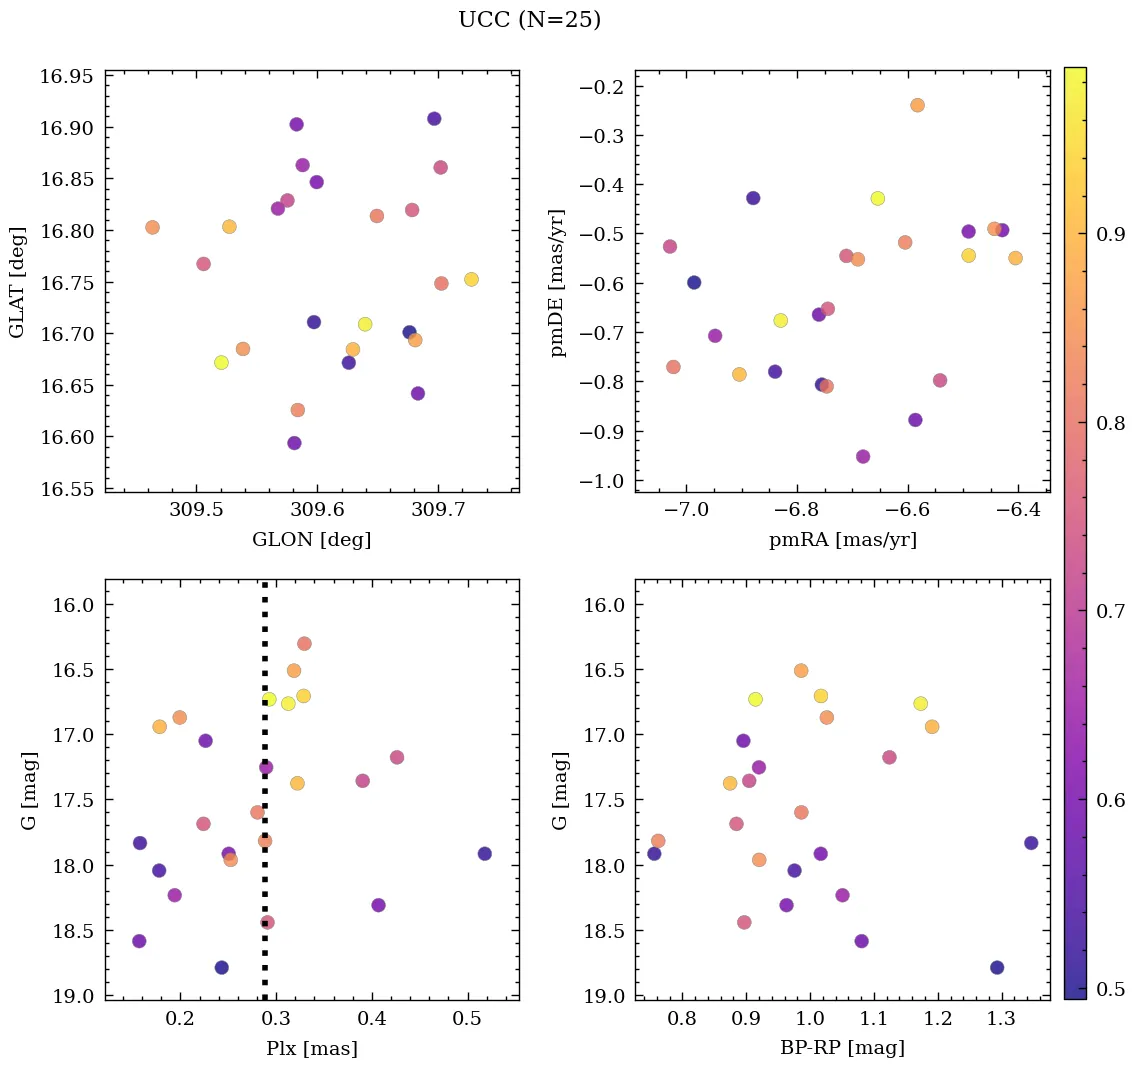 UCC (N=25)
16.95
16.90
16.85
16.80
16.75
16.70
16.65
16.60
16.55
GLAT [deg]
309.5 309.6 309.7
GLON [deg]
−0.2
−0.3
−0.4
−0.5
−0.6
−0.7
−0.8
−0.9
−1.0
pmDE [mas/yr]
−7.0 −6.8 −6.6 −6.4
pmRA [mas/yr]
16.0
16.5
17.0
17.5
18.0
18.5
19.0
G [mag]
0.2 0.3 0.4 0.5
Plx [mas]
16.0
16.5
17.0
17.5
18.0
18.5
19.0
G [mag]
0.8 0.9 1.0 1.1 1.2 1.3
BP-RP [mag]
0.9
0.8
0.7
0.6
0.5